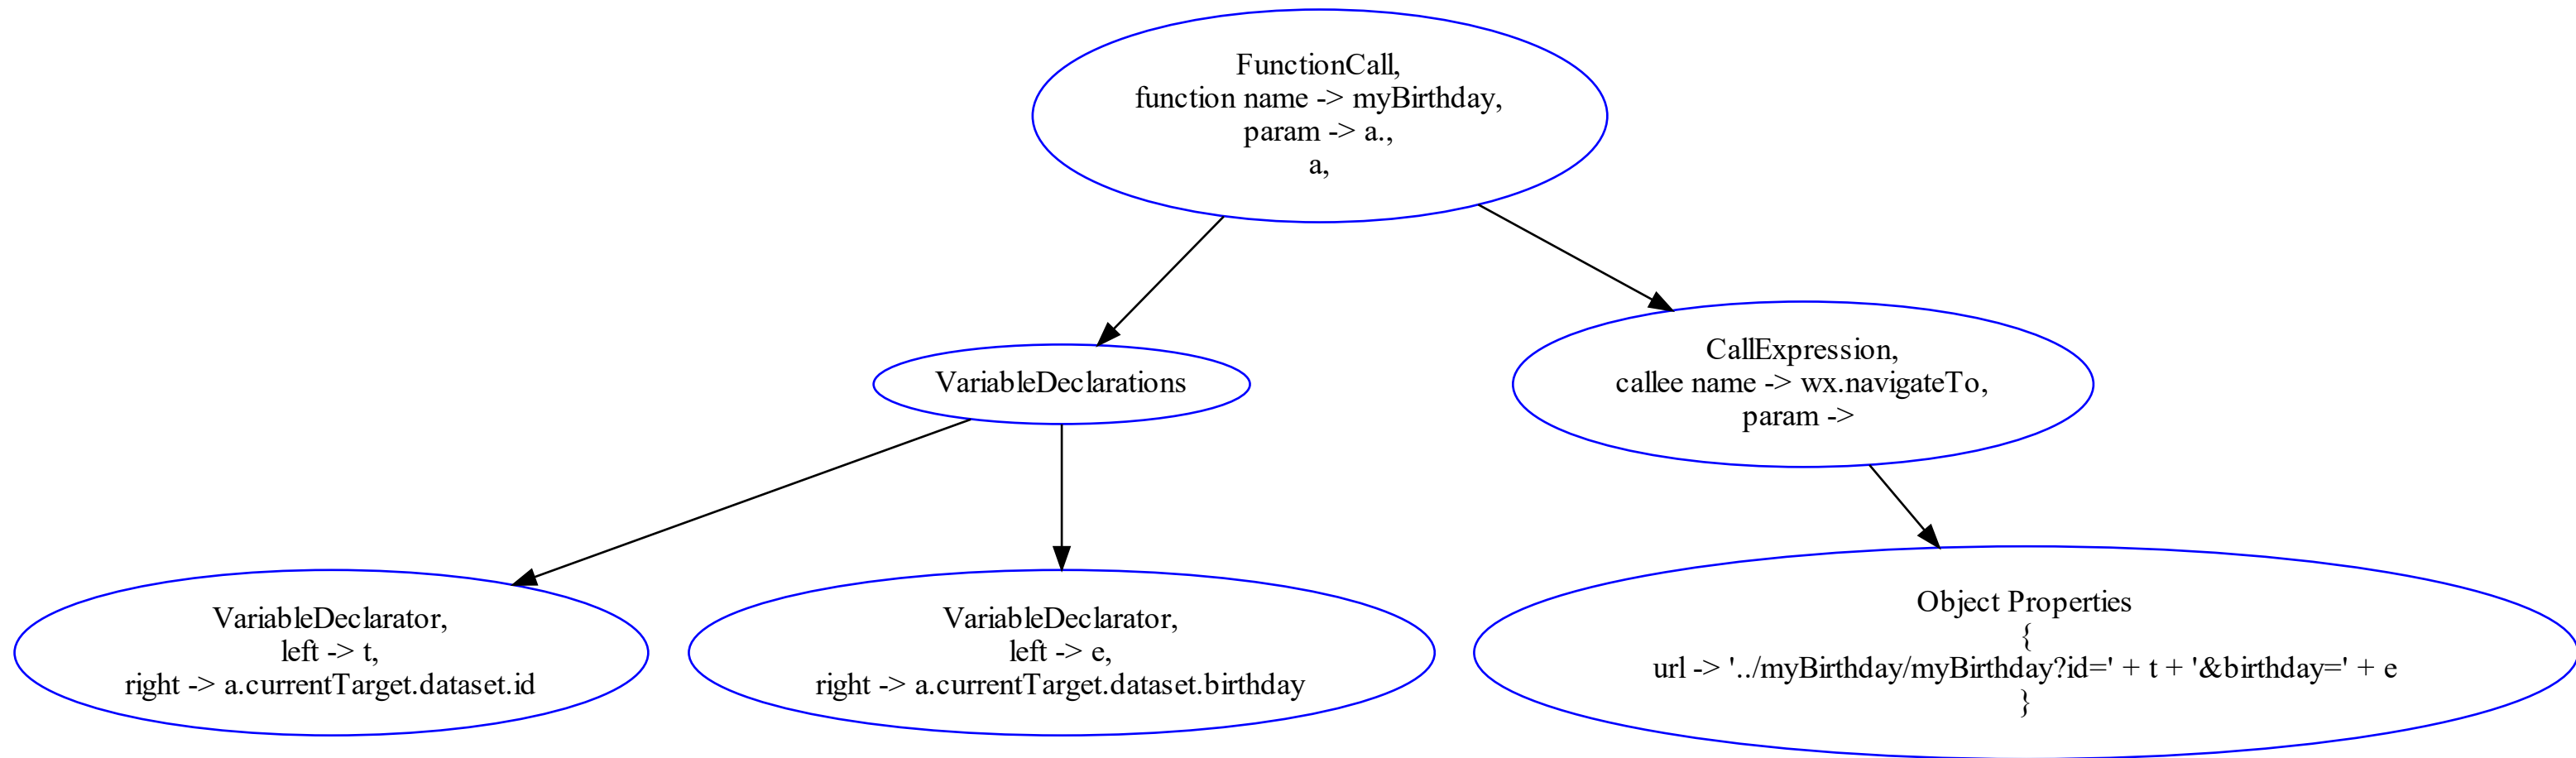 FunctionCall,
function name -> myBirthday,
param -> a.,
a,
VariableDeclarations
CallExpression,
callee name -> wx.navigateTo,
param ->
VariableDeclarator,
left -> t,
right -> a.currentTarget.dataset.id
VariableDeclarator,
left -> e,
right -> a.currentTarget.dataset.birthday
Object Properties
{
url -> '../myBirthday/myBirthday?id=' + t + '&birthday=' + e
}